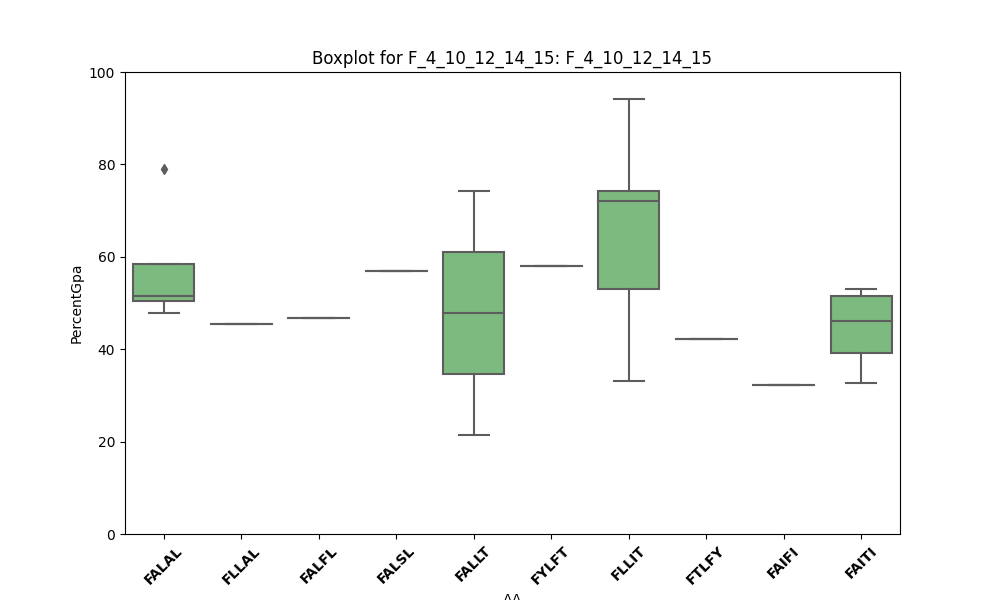 Boxplot for F_4_10_12_14_15: F_4_10_12_14_15
100
80
60
40
20
0
PercentGpa
FALAL
FLLAL
FALFL
FALSL
FALLT
FYLFT
FLLIT
FTLFY
FAIFI
FAITI